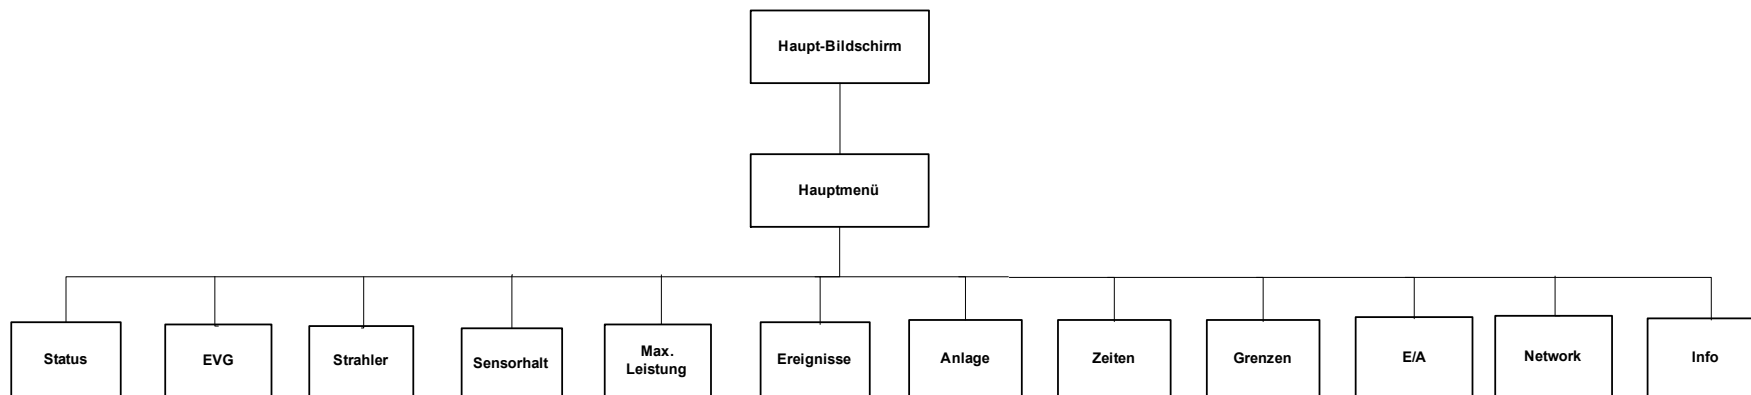 Haupt-Bildschirm
Hauptmenü
Status
EVG
Strahler
Sensorhalt
Max.
Leistung
Ereignisse
Anlage
Zeiten
Grenzen
E/A
Network
Info